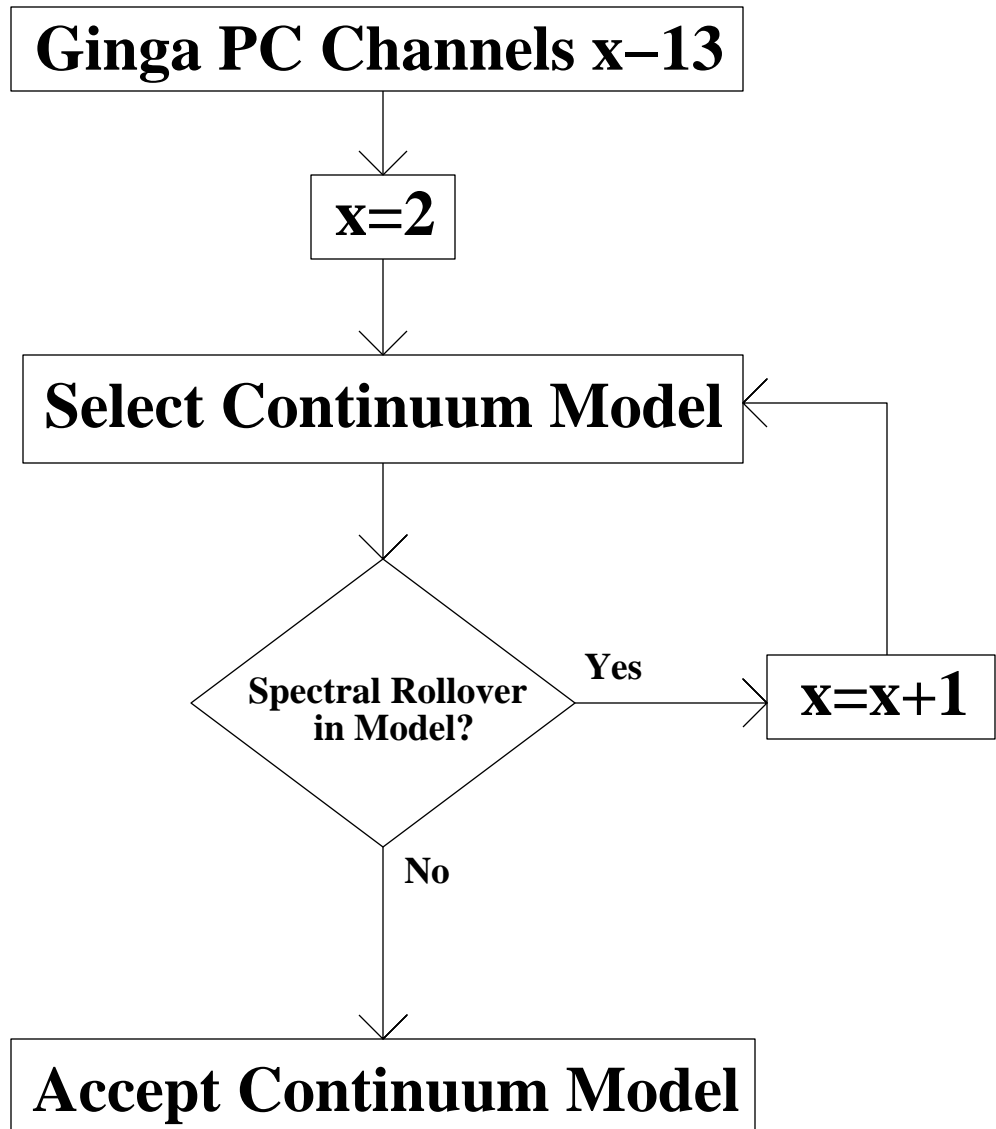 Ginga PC Channels x−13
x=2
Select Continuum Model
Spectral Rollover
in Model?
Yes
x=x+1
No
Accept Continuum Model